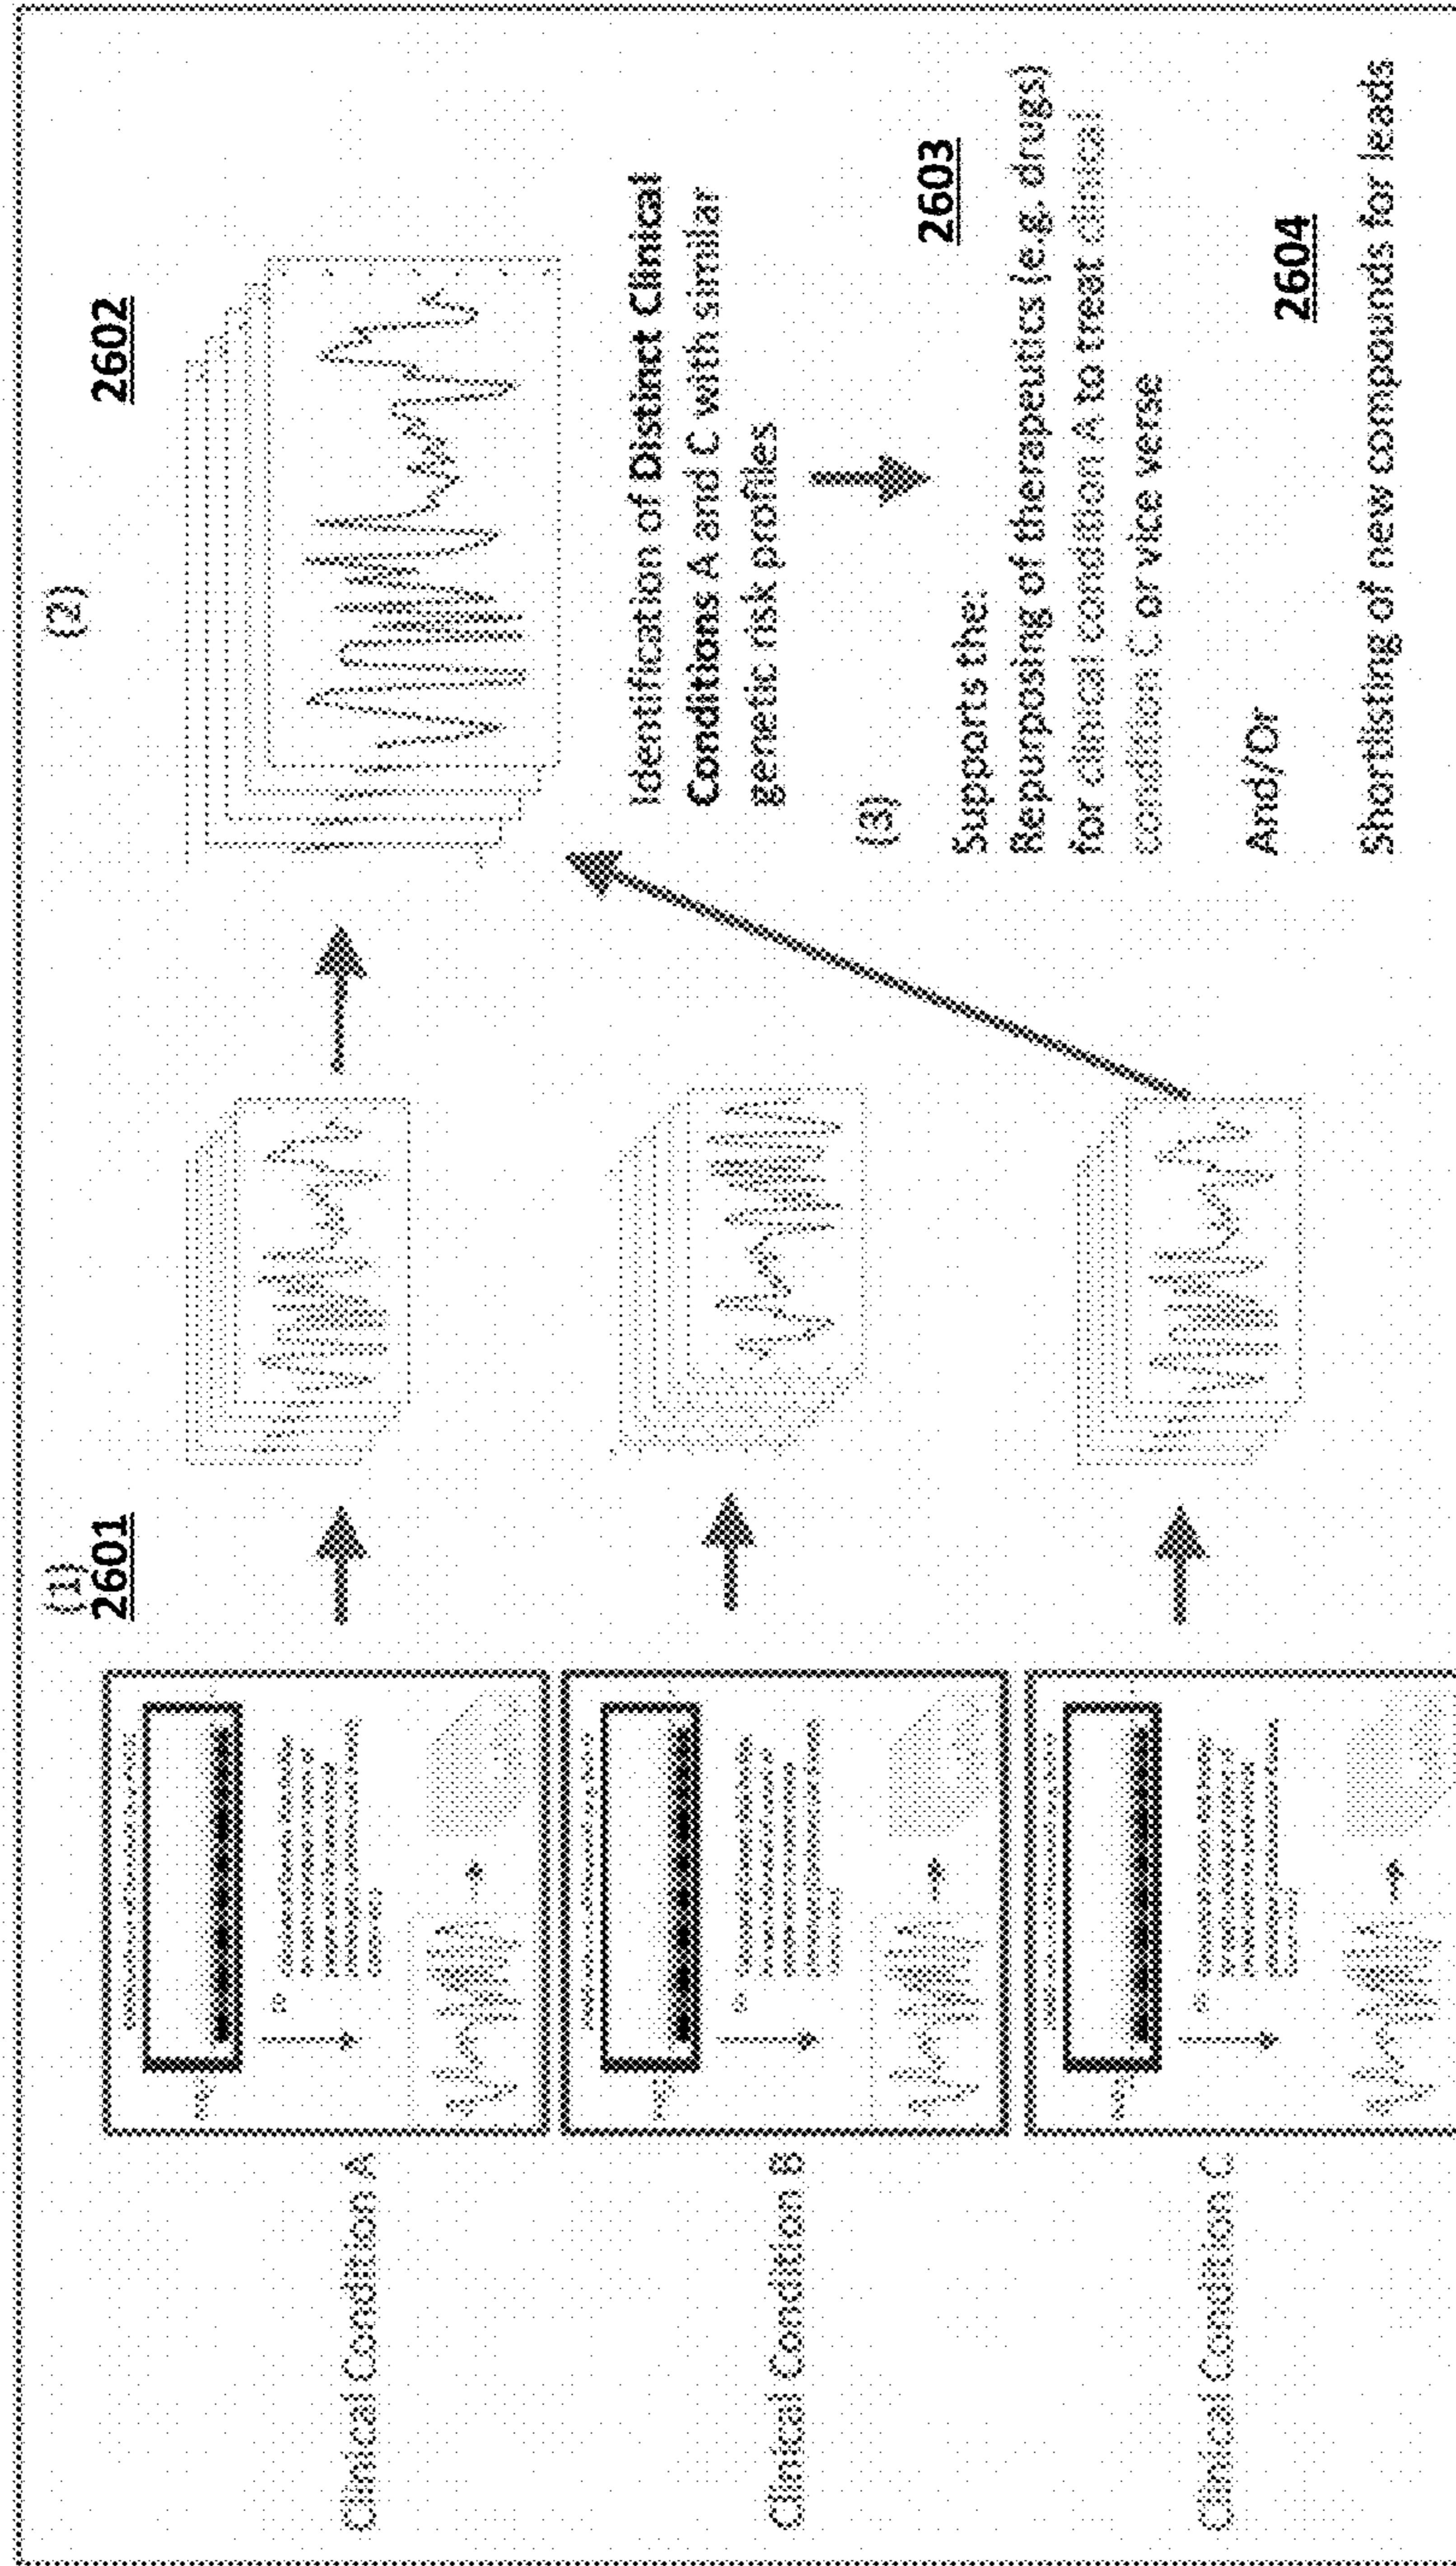 (1)
2601
Clinical Condition A
Clinical Condition B
Clinical Condition C
(2)
2602
Identification of Distinct Clinical
Conditions A and C with similar
genetic risk profiles
(3)
2603
Supports the:
Repurposing of therapeutics (e.g. drugs)
for clinical condition A to treat clinical
condition C or vice verse
And/Or
2604
Shortlisting of new compounds for leads